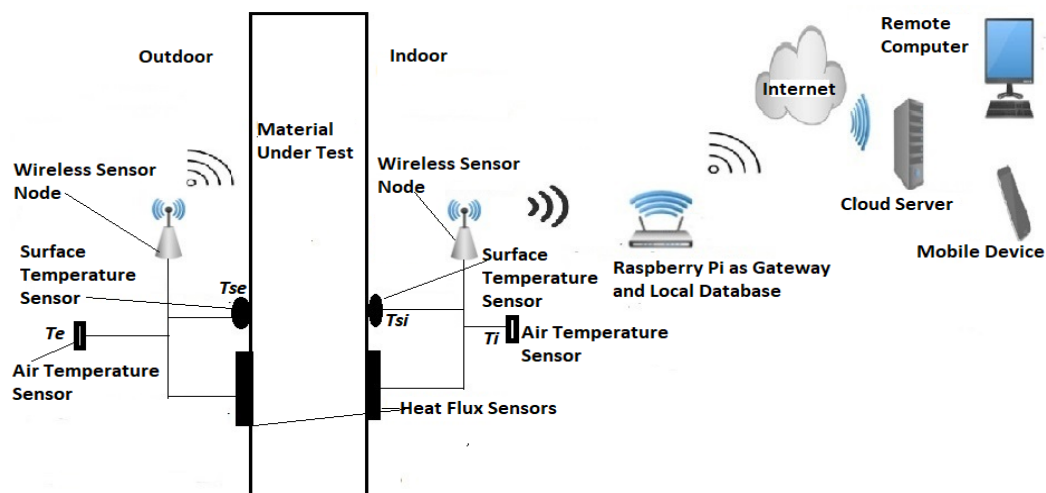 Outdoor
Indoor
Material
Under Test
Wireless Sensor
Node
Wireless Sensor
Node
Surface
Temperature
Sensor
Tse
Te
Air Temperature
Sensor
Surface
Temperature
Sensor
Tsi
Ti
Air Temperature
Sensor
Heat Flux Sensors
Raspberry Pi as Gateway
and Local Database
Internet
Cloud Server
Remote
Computer
Mobile Device